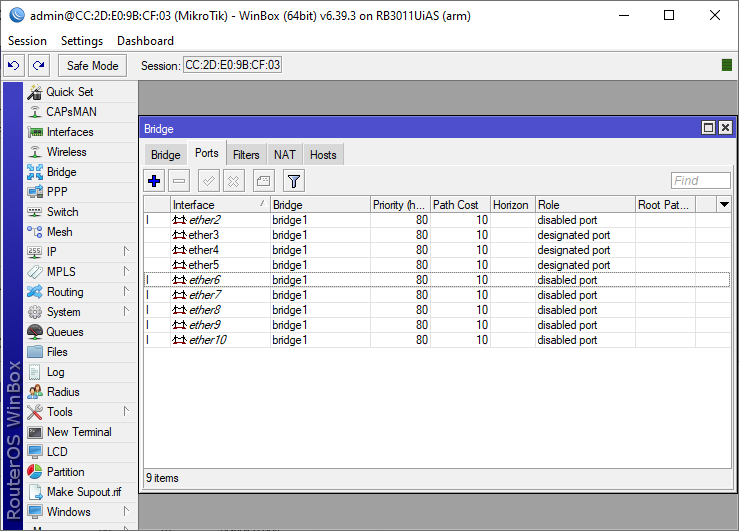 admin@CC:2D:E0:9B:CF:03 (MikroTik) - WinBox (64bit) v6.39.3 on RB3011UiAS (arm)
Session Settings Dashboard
Safe Mode Session: CC:2D:E0:9B:CF:03
RouterOS WinBox
Quick Set
CAPsMAN
Interfaces
Wireless
Bridge
PPP
Switch
Mesh
IP
MPLS
Routing
System
Queues
Files
Log
Radius
Tools
New Terminal
LCD
Partition
Make Supout.rif
Windows
Bridge
Bridge Ports Filters NAT Hosts
Find
Interface Bridge Priority (h... Path Cost Horizon Role Root Pat...
I ether2 bridge1 80 10 disabled port
ether3 bridge1 80 10 designated port
ether4 bridge1 80 10 designated port
ether5 bridge1 80 10 designated port
I ether6 bridge1 80 10 disabled port
I ether7 bridge1 80 10 disabled port
I ether8 bridge1 80 10 disabled port
I ether9 bridge1 80 10 disabled port
I ether10 bridge1 80 10 disabled port
9 items